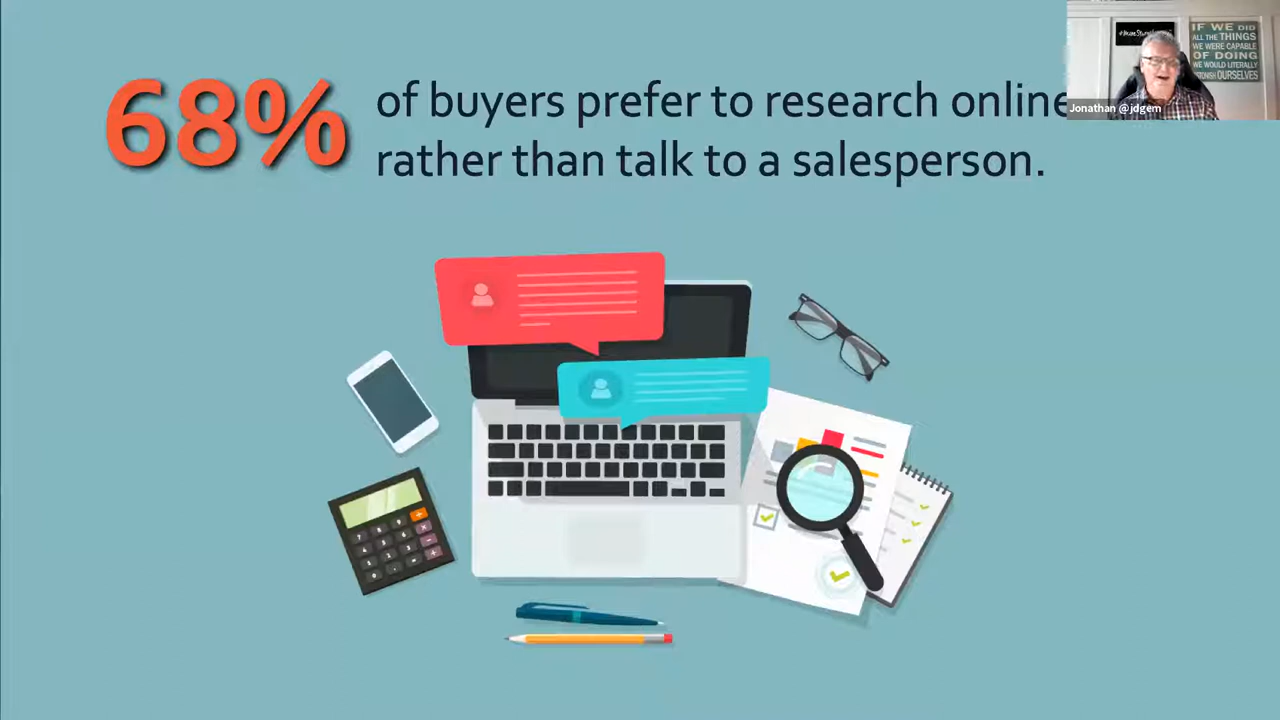 68% of buyers prefer to research online
rather than talk to a salesperson.
IF WE DID
ALL THE THINGS
WE WERE CAPABLE
OF DOING
WE WOULD LITERALLY
OURSELVES
Jonathan @jdgem